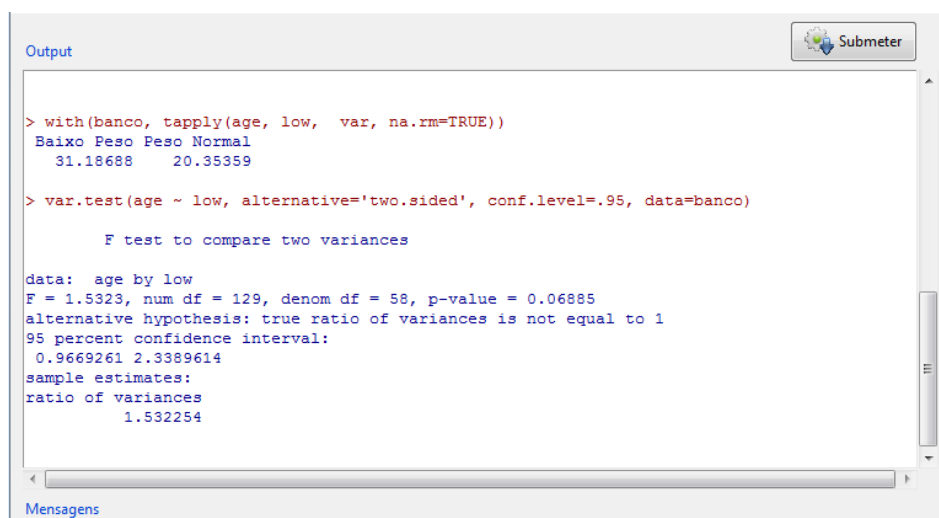 Output
Submeter
> with(banco, tapply(age, low,  var, na.rm=TRUE))
 Baixo Peso Peso Normal
   31.18688    20.35359
> var.test(age ~ low, alternative='two.sided', conf.level=.95, data=banco)
        F test to compare two variances
data:  age by low
F = 1.5323, num df = 129, denom df = 58, p-value = 0.06885
alternative hypothesis: true ratio of variances is not equal to 1
95 percent confidence interval:
 0.9669261 2.3389614
sample estimates:
ratio of variances
          1.532254
Mensagens